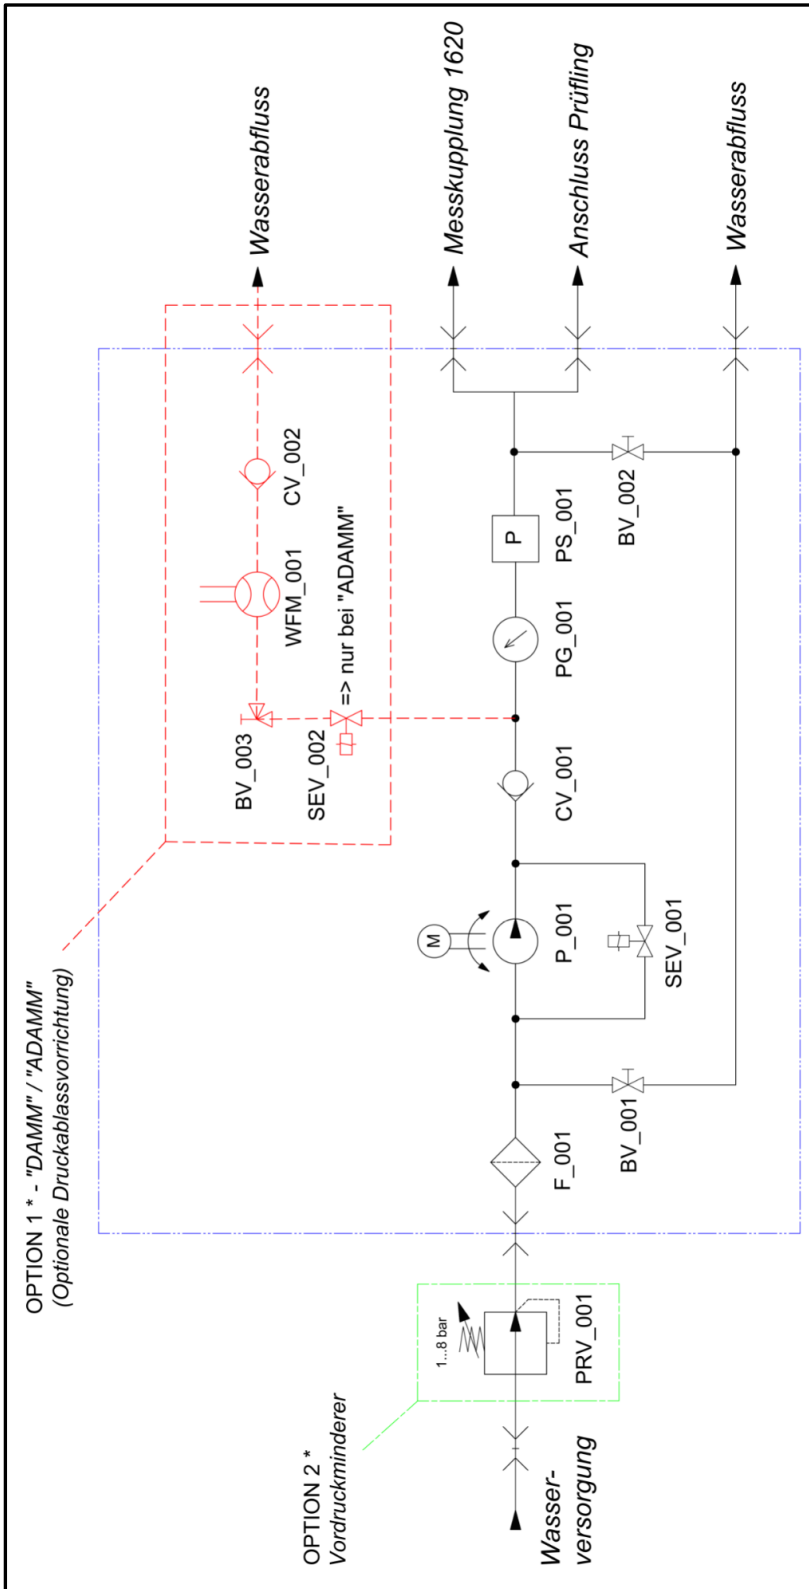 OPTION 1 * - "DAMM" / "ADAMM"
(Optionale Druckablassvorrichtung)
BV_003
WFM_001
CV_002
Wasserabfluss
SEV_002
=> nur bei "ADAMM"
OPTION 2 *
Vordruckminderer
1...8 bar
M
P
Messkupplung 1620
Wasser-
versorgung
PRV_001
F_001
P_001
CV_001
PG_001
PS_001
Anschluss Prüfling
BV_001
SEV_001
BV_002
Wasserabfluss